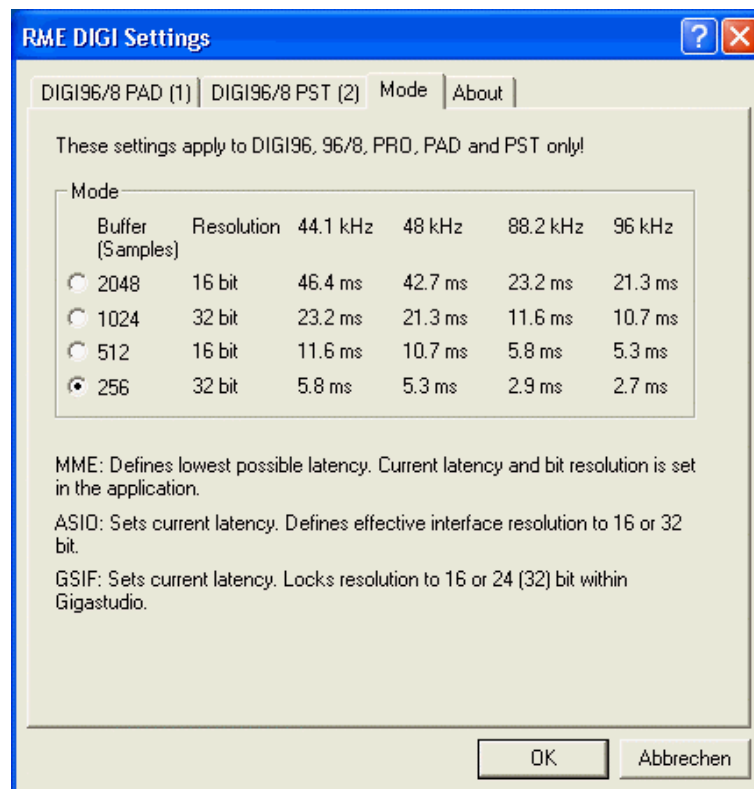 RME DIGI Settings
DIGI96/8 PAD (1) DIGI96/8 PST (2) Mode About
These settings apply to DIGI96, 96/8, PRO, PAD and PST only!
Mode
Buffer (Samples) Resolution 44.1 kHz 48 kHz 88.2 kHz 96 kHz
2048 16 bit 46.4 ms 42.7 ms 23.2 ms 21.3 ms
1024 32 bit 23.2 ms 21.3 ms 11.6 ms 10.7 ms
512 16 bit 11.6 ms 10.7 ms 5.8 ms 5.3 ms
256 32 bit 5.8 ms 5.3 ms 2.9 ms 2.7 ms
MME: Defines lowest possible latency. Current latency and bit resolution is set
in the application.
ASIO: Sets current latency. Defines effective interface resolution to 16 or 32
bit.
GSIF: Sets current latency. Locks resolution to 16 or 24 (32) bit within
Gigastudio.
OK Abbrechen